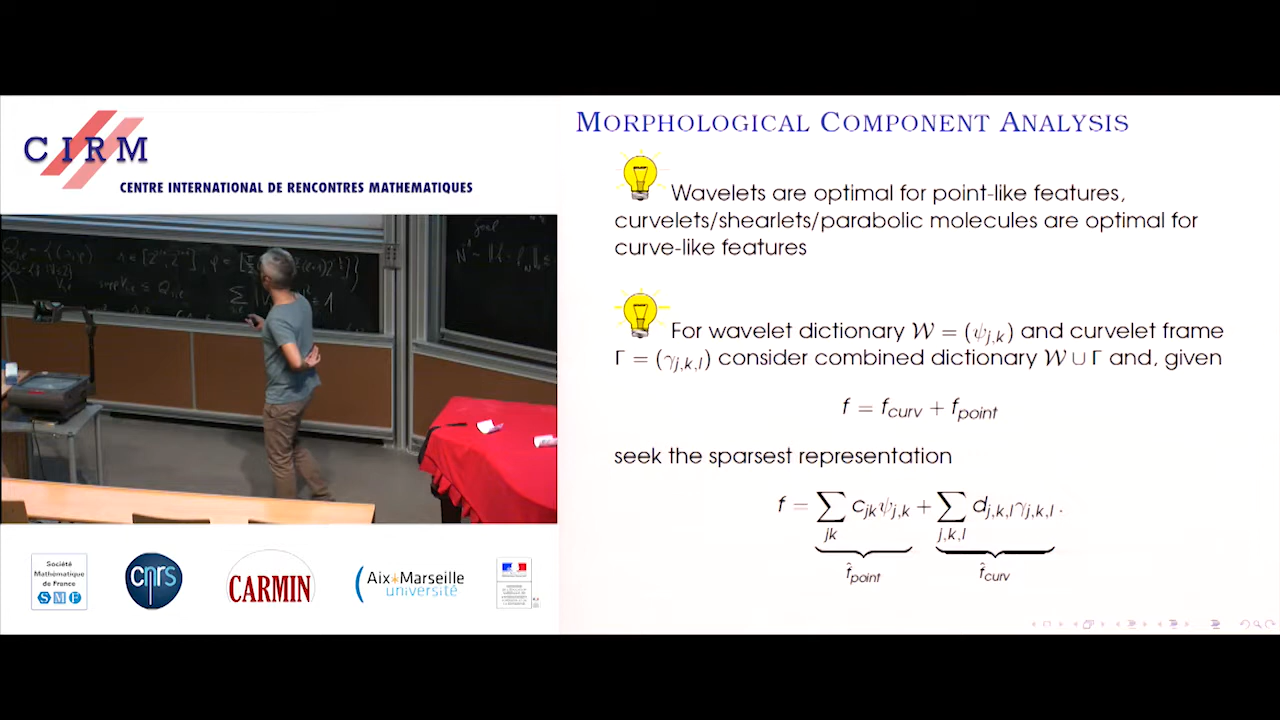 CIRM
CENTRE INTERNATIONAL DE RENCONTRES MATHEMATIQUES
MORPHOLOGICAL COMPONENT ANALYSIS
Wavelets are optimal for point-like features,
curvelets/shearlets/parabolic molecules are optimal for
curve-like features
For wavelet dictionary 𝒲 = (ψ_{j,k}) and curvelet frame
Γ = (γ_{j,k,l}) consider combined dictionary 𝒲 ∪ Γ and, given
f = f_{curv} + f_{point}
seek the sparsest representation
f = ∑_{jk} c_{jk}ψ_{j,k} + ∑_{j,k,l} d_{j,k,l}γ_{j,k,l} .
f̂_{point} f̂_{curv}
Société
Mathématique
de France
SMF
cnrs
CARMIN
Aix*Marseille
université